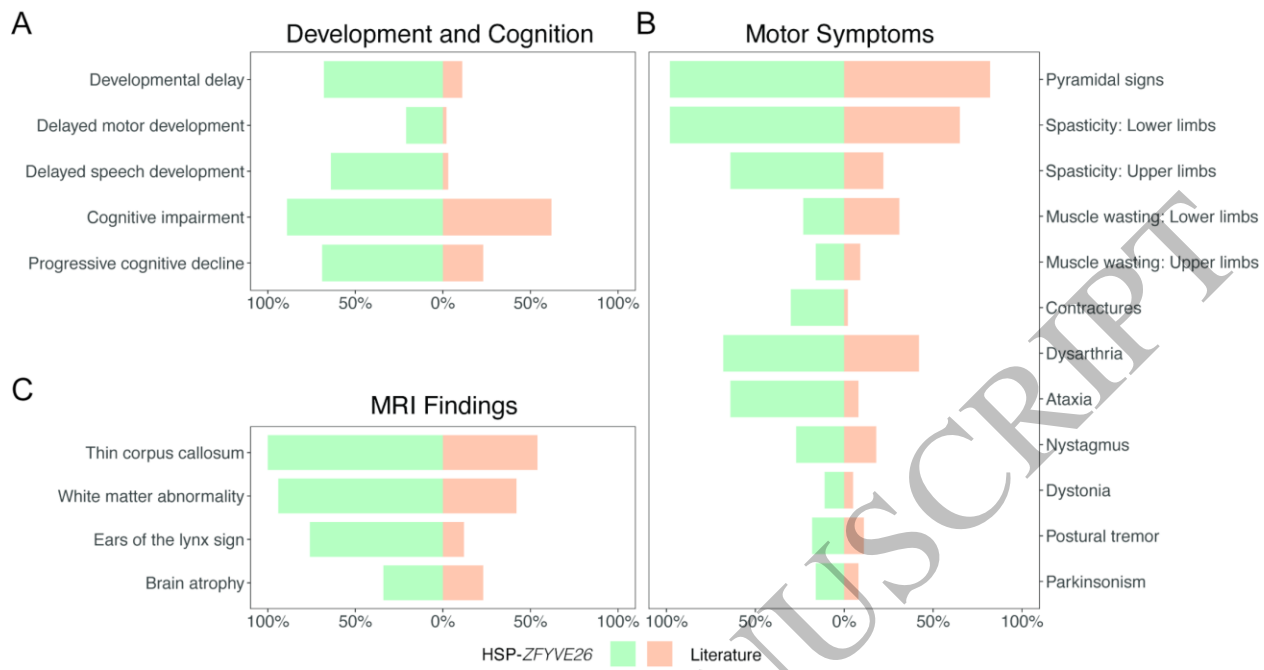 A
Development and Cognition
Developmental delay
Delayed motor development
Delayed speech development
Cognitive impairment
Progressive cognitive decline
100% 50% 0% 50% 100%
B
Motor Symptoms
Pyramidal signs
Spasticity: Lower limbs
Spasticity: Upper limbs
Muscle wasting: Lower limbs
Muscle wasting: Upper limbs
Contractures
Dysarthria
Ataxia
Nystagmus
Dystonia
Postural tremor
Parkinsonism
100% 50% 0% 50% 100%
C
MRI Findings
Thin corpus callosum
White matter abnormality
Ears of the lynx sign
Brain atrophy
100% 50% 0% 50% 100%
HSP-ZFYVE26 Literature
USCRIPT